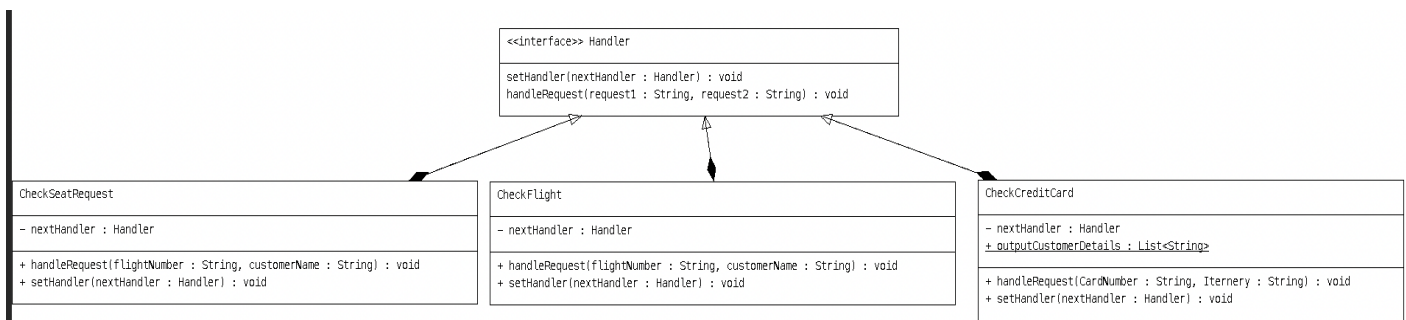 <<interface>> Handler
setHandler(nextHandler : Handler) : void
handleRequest(request1 : String, request2 : String) : void
CheckSeatRequest
- nextHandler : Handler
+ handleRequest(flightNumber : String, customerName : String) : void
+ setHandler(nextHandler : Handler) : void
CheckFlight
- nextHandler : Handler
+ handleRequest(flightNumber : String, customerName : String) : void
+ setHandler(nextHandler : Handler) : void
CheckCreditCard
- nextHandler : Handler
+ outputCustomerDetails : List<String>
+ handleRequest(CardNumber : String, Iternery : String) : void
+ setHandler(nextHandler : Handler) : void